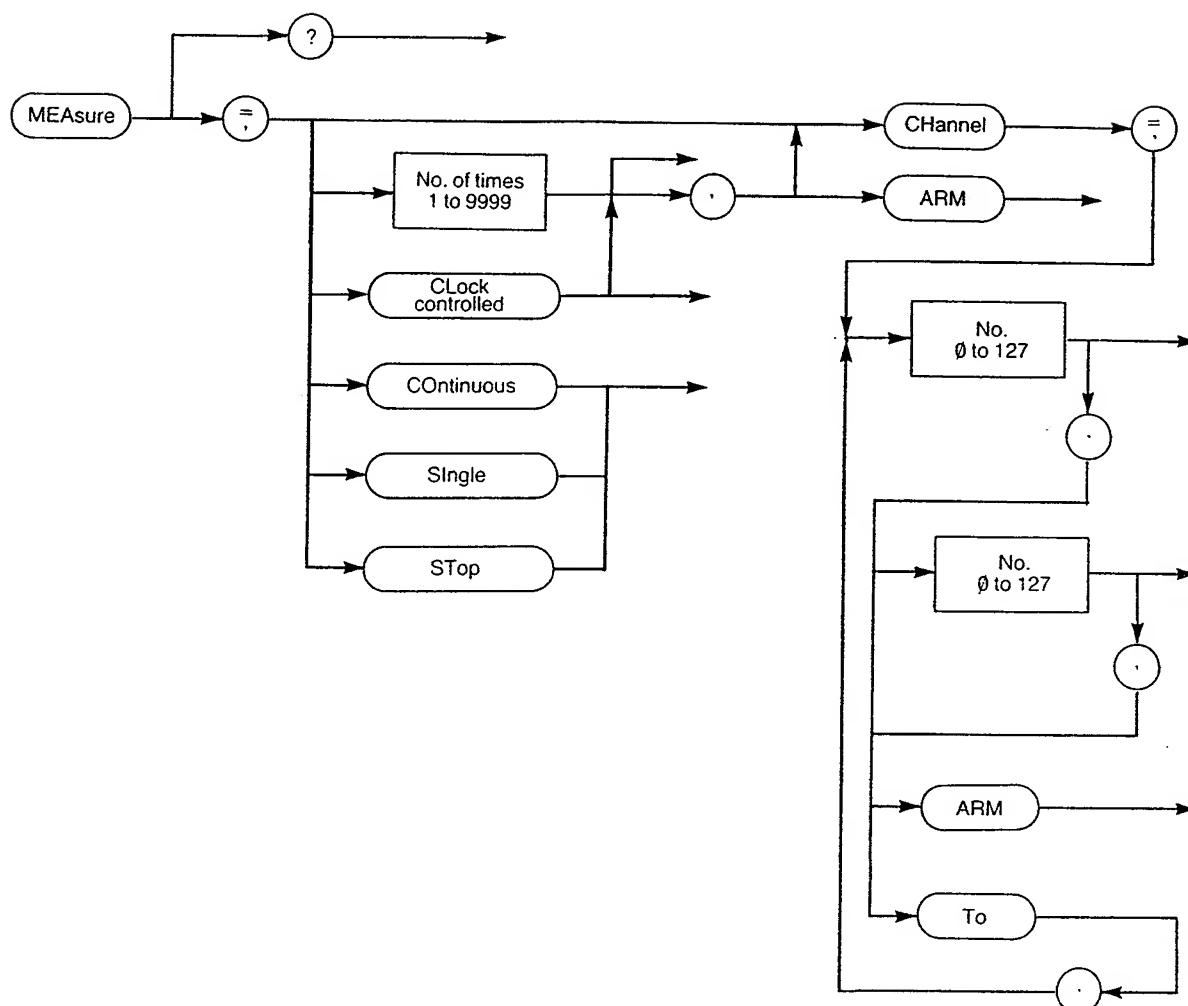 ?
MEAsure
=
,
CHannel
=
,
No. of times
1 to 9999
,
ARM
CLock
controlled
No.
Ø to 127
COntinuous
,
SIngle
STop
No.
Ø to 127
,
ARM
To
,